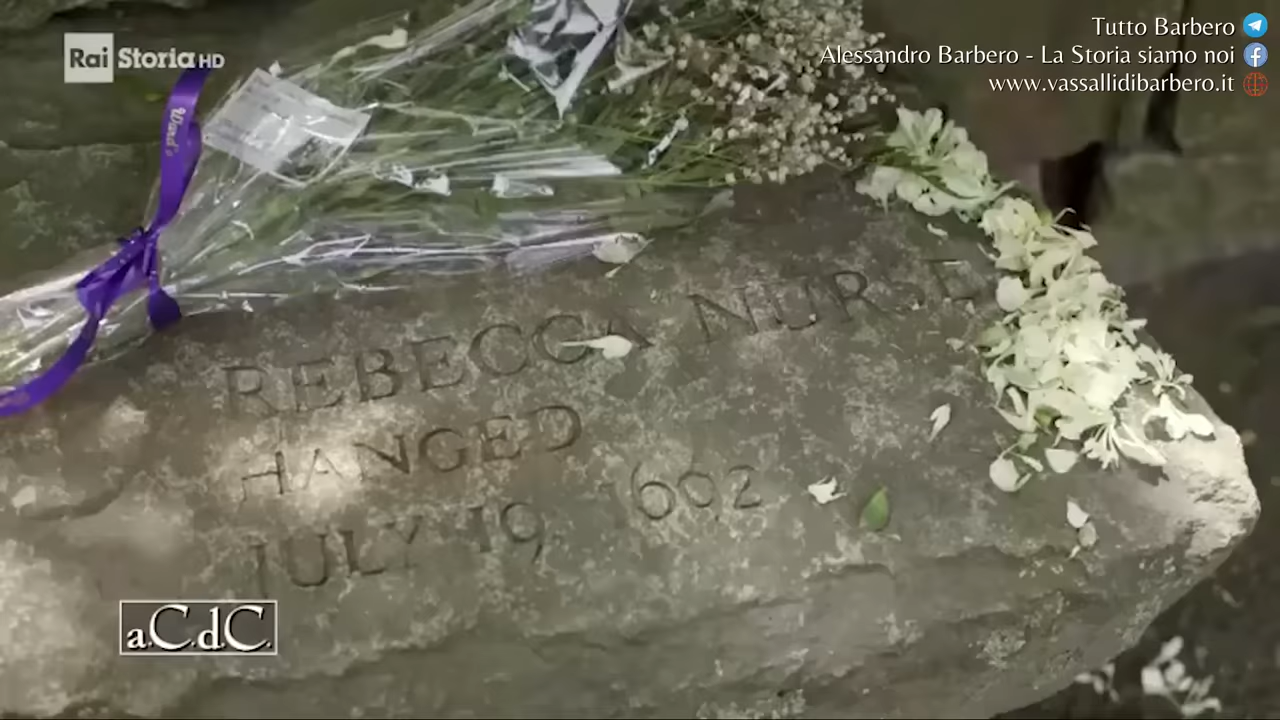 Rai Storia HD
Tutto Barbero
Alessandro Barbero - La Storia siamo noi
www.vassallidibarbero.it
Ward's
REBECCA NURSE
HANGED
JULY 19, 1692
a.C.d.C.